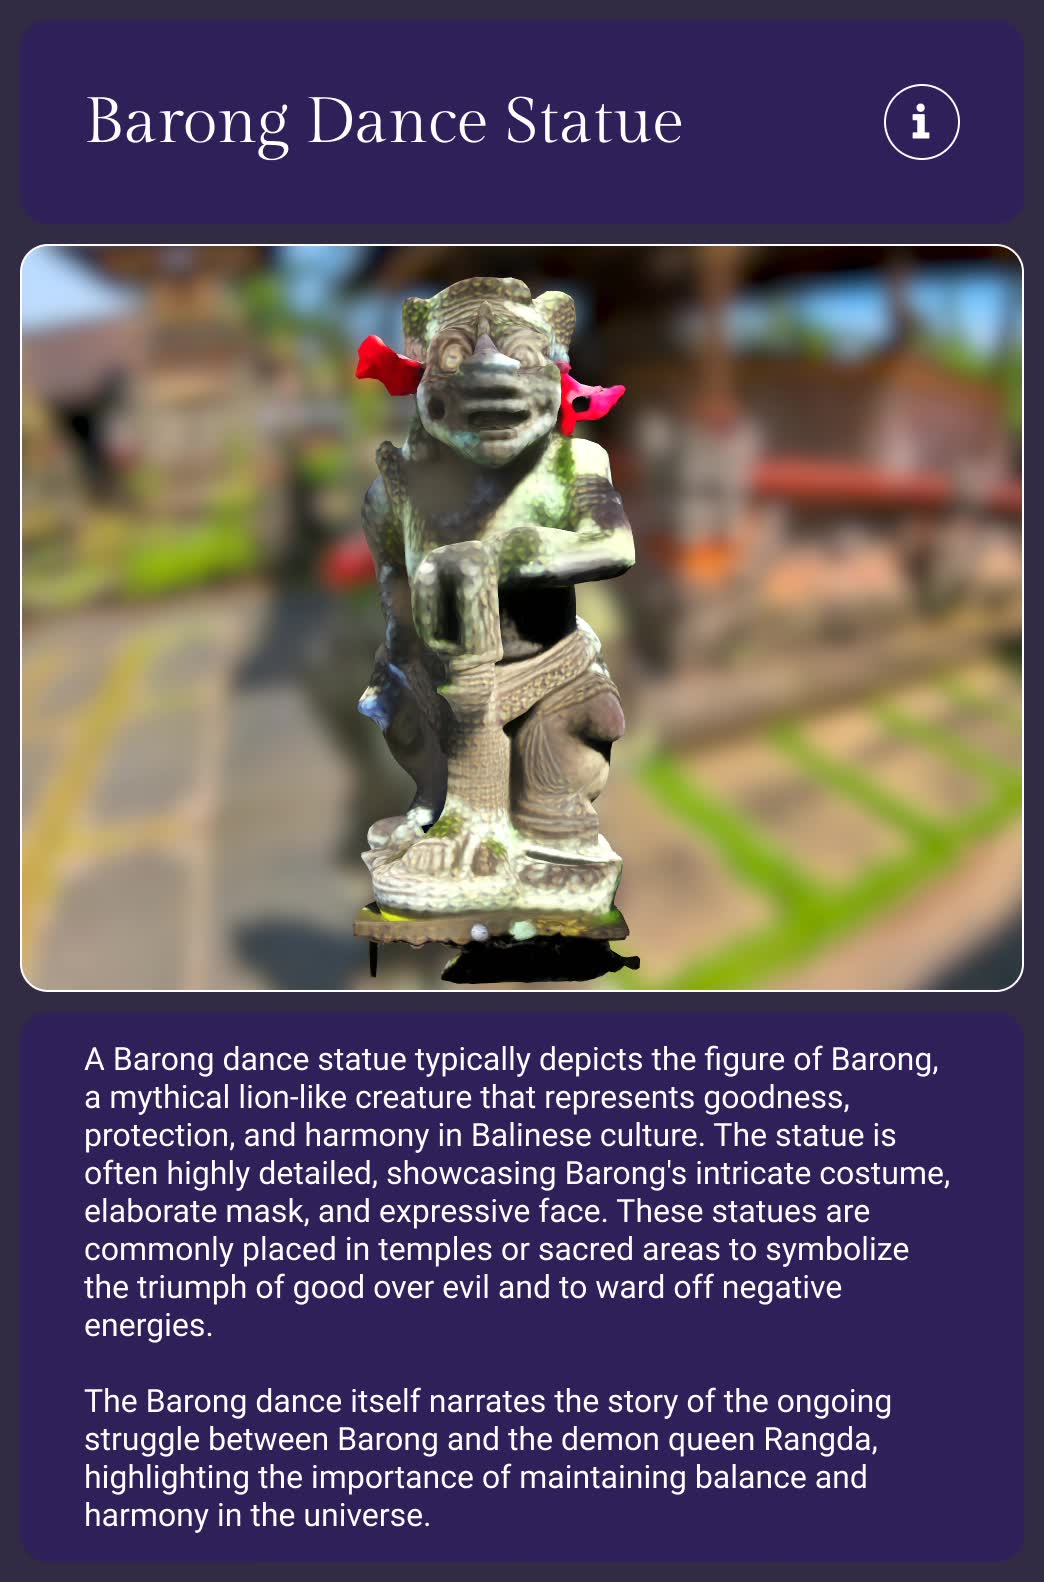 Barong Dance Statue
i
A Barong dance statue typically depicts the figure of Barong,
a mythical lion-like creature that represents goodness,
protection, and harmony in Balinese culture. The statue is
often highly detailed, showcasing Barong's intricate costume,
elaborate mask, and expressive face. These statues are
commonly placed in temples or sacred areas to symbolize
the triumph of good over evil and to ward off negative
energies.
The Barong dance itself narrates the story of the ongoing
struggle between Barong and the demon queen Rangda,
highlighting the importance of maintaining balance and
harmony in the universe.